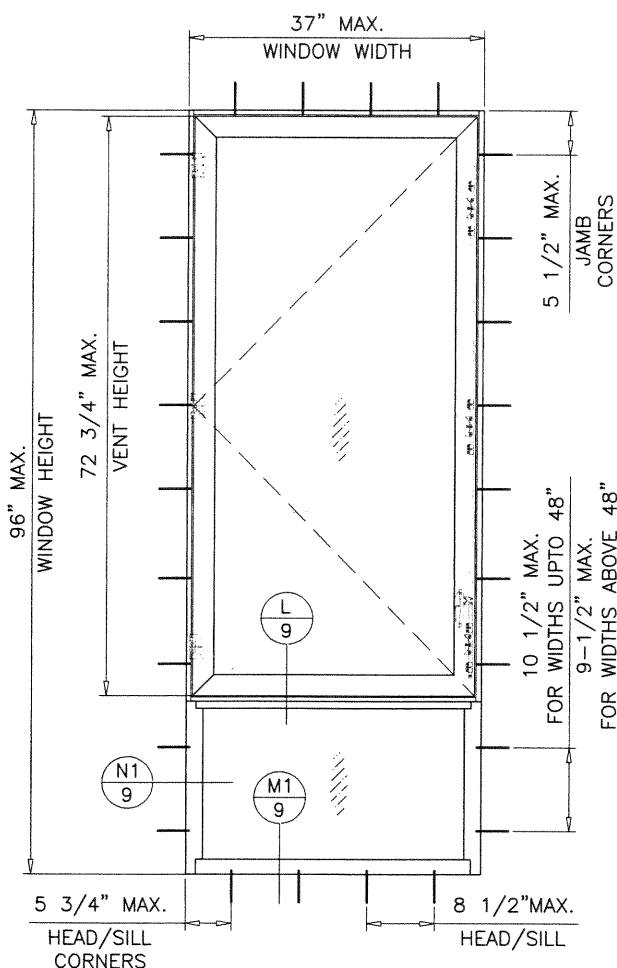 37" MAX.
WINDOW WIDTH
96" MAX.
WINDOW HEIGHT
72 3/4" MAX.
VENT HEIGHT
5 1/2" MAX.
JAMB
CORNERS
10 1/2" MAX.
FOR WIDTHS UPTO 48"
9-1/2" MAX.
FOR WIDTHS ABOVE 48"
L
9
N1
9
M1
9
5 3/4" MAX.
HEAD/SILL
CORNERS
8 1/2"MAX.
HEAD/SILL